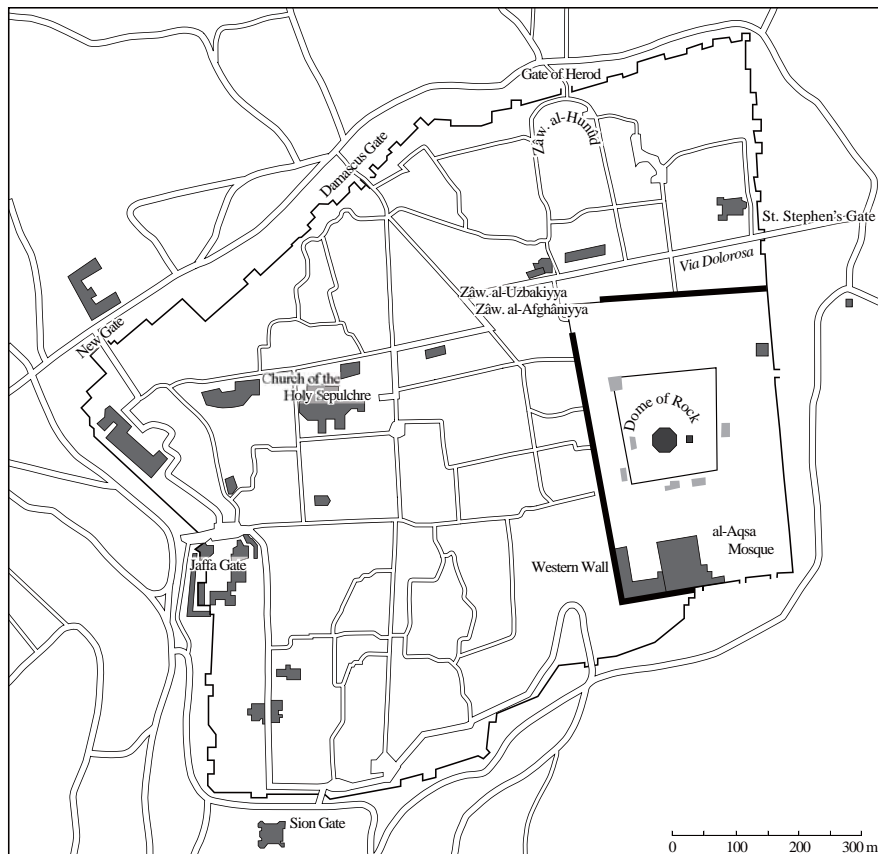 Gate of Herod
Zâw. al-Hunûd
Damascus Gate
St. Stephen's Gate
Via Dolorosa
Zâw. al-Uzbakiyya
Zâw. al-Afghâniyya
New Gate
Church of the
Holy Sepulchre
Dome of Rock
al-Aqsa
Mosque
Western Wall
Jaffa Gate
Sion Gate
0 100 200 300 m